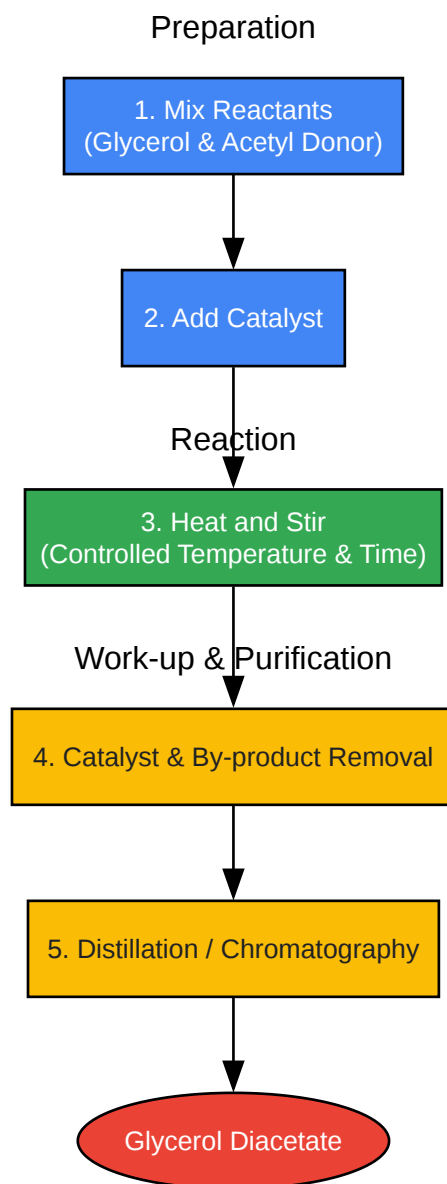 Preparation
1. Mix Reactants
(Glycerol & Acetyl Donor)
2. Add Catalyst
Reaction
3. Heat and Stir
(Controlled Temperature & Time)
Work-up & Purification
4. Catalyst & By-product Removal
5. Distillation / Chromatography
Glycerol Diacetate